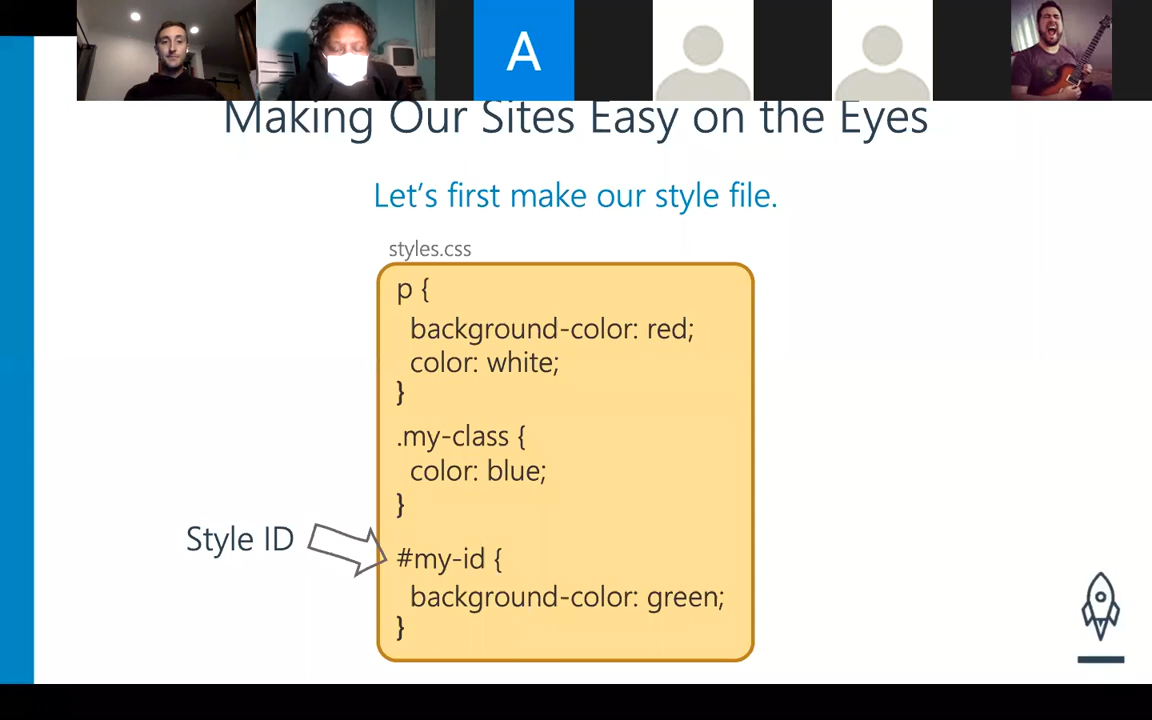 A
Making Our Sites Easy on the Eyes
Let's first make our style file.
styles.css
p {
background-color: red;
color: white;
}
.my-class {
color: blue;
}
Style ID
#my-id {
background-color: green;
}